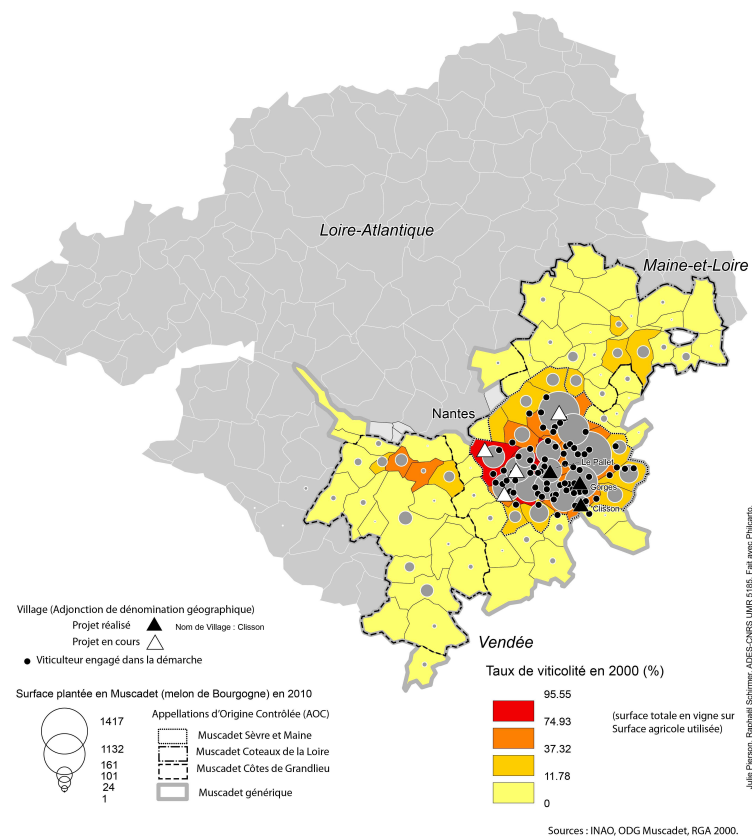 Loire-Atlantique
Maine-et-Loire
Nantes
Le Pallet
Gorges
Clisson
Vendée
Village (Adjonction de dénomination géographique)
Projet réalisé
Nom de Village : Clisson
Projet en cours
Viticulteur engagé dans la démarche
Surface plantée en Muscadet (melon de Bourgogne) en 2010
1417
1132
161
101
24
1
Appellations d'Origine Contrôlée (AOC)
Muscadet Sèvre et Maine
Muscadet Coteaux de la Loire
Muscadet Côtes de Grandlieu
Muscadet générique
Taux de viticolité en 2000 (%)
95.55
74.93
37.32
11.78
0
(surface totale en vigne sur
Surface agricole utilisée)
Julie Pierson, Raphaël Schirmer, ADES-CNRS UMR 5185. Fait avec Philcarto.
Sources : INAO, ODG Muscadet, RGA 2000.